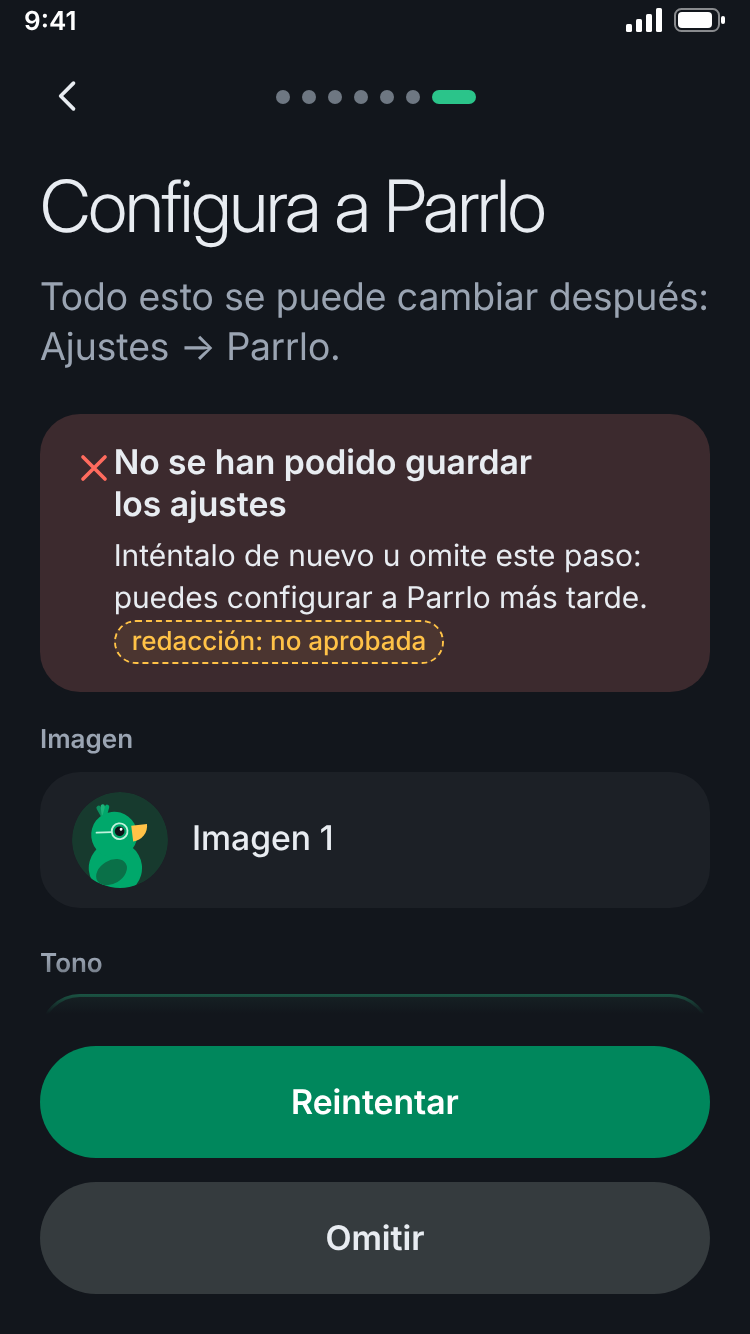 9:41
Configura a Parrlo
Todo esto se puede cambiar después:
Ajustes → Parrlo.
No se han podido guardar
los ajustes
Inténtalo de nuevo u omite este paso:
puedes configurar a Parrlo más tarde.
redacción: no aprobada
Imagen
Imagen 1
Tono
Reintentar
Omitir